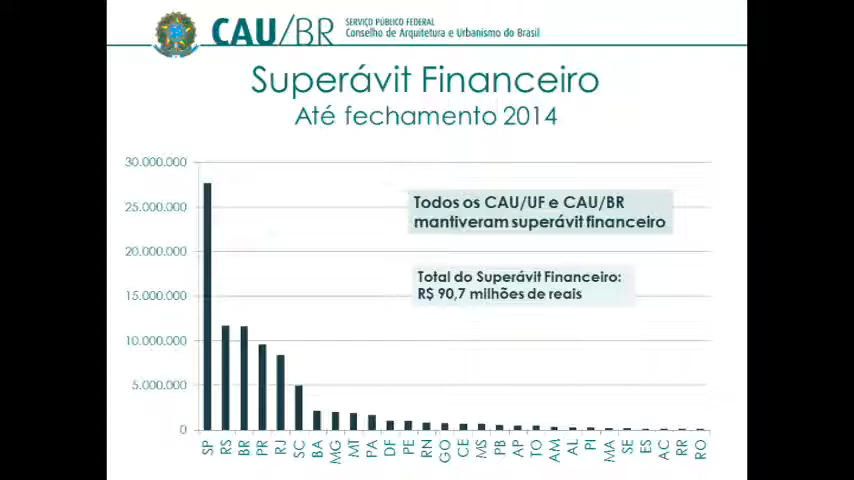 CAU/BR
SERVIÇO PÚBLICO FEDERAL
Conselho de Arquitetura e Urbanismo do Brasil
Superávit Financeiro
Até fechamento 2014
30.000.000
25.000.000
20.000.000
15.000.000
10.000.000
5.000.000
0
Todos os CAU/UF e CAU/BR
mantiveram superávit financeiro
Total do Superávit Financeiro:
R$ 90,7 milhões de reais
SP RS BR PR RJ SC BA MG MT PA DF PE RN GO CE MS PB AP TO AM AL PI MA SE ES AC RR RO